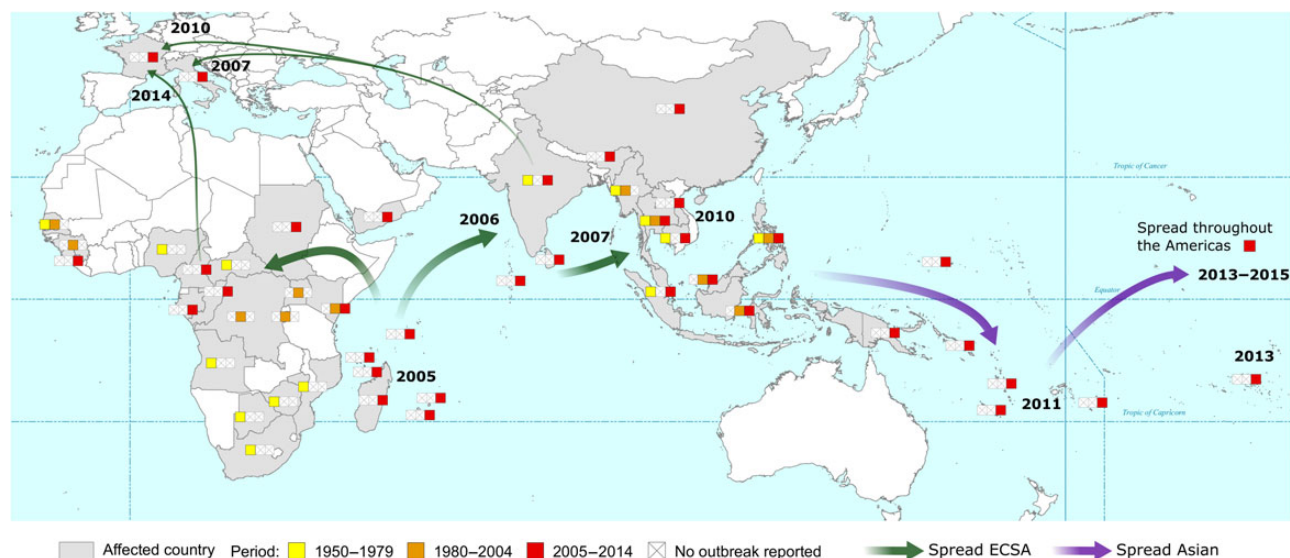 2010
2007
2014
Tropic of Cancer
2006
2010
2007
Spread throughout
the Americas
2013–2015
Equator
2005
2013
2011
Tropic of Capricorn
Affected country Period: 1950–1979 1980–2004 2005–2014 No outbreak reported Spread ECSA Spread Asian